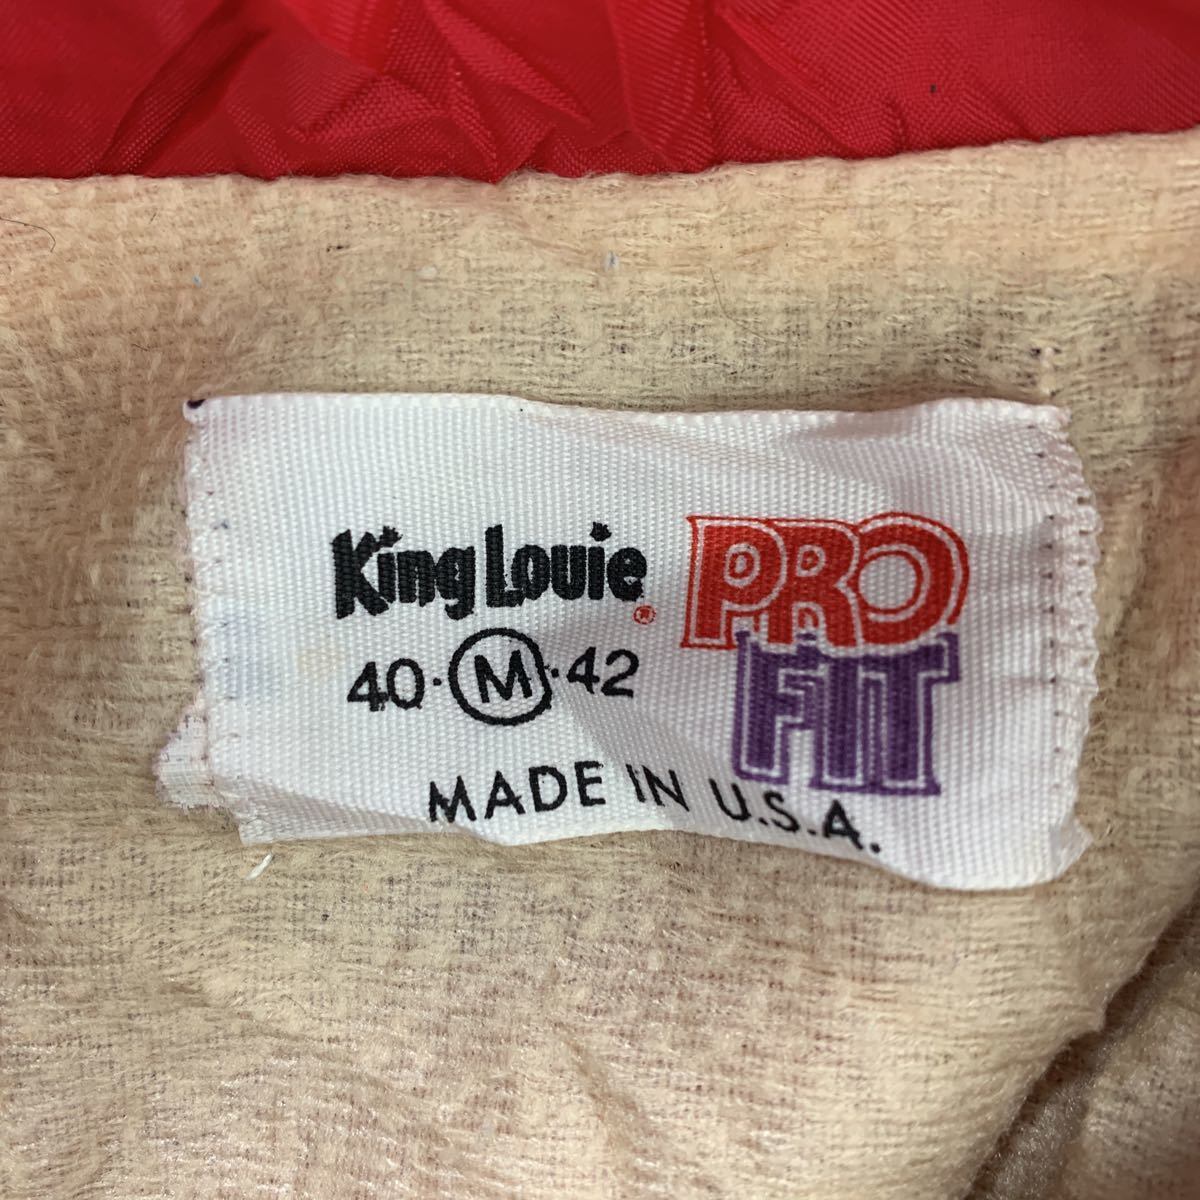 King Louie®
PRO
FIT
40·M·42
MADE IN U.S.A.